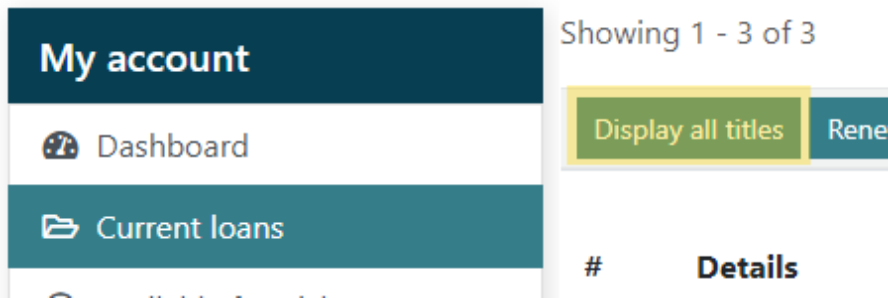 My account
Dashboard
Current loans
Showing 1 - 3 of 3
Display all titles
# Details